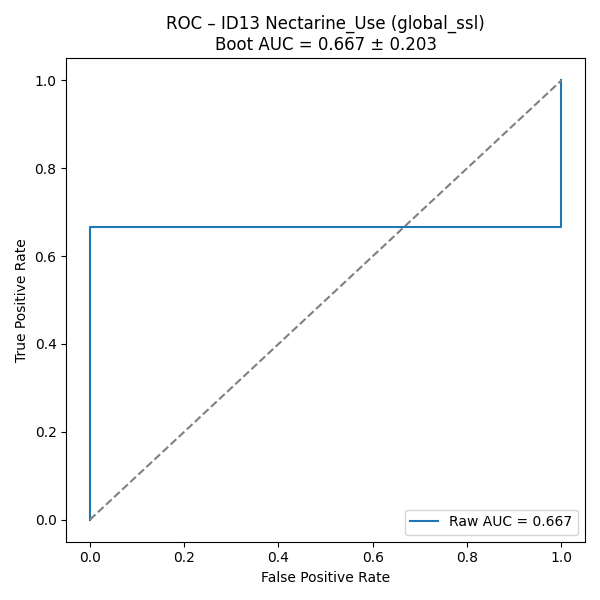 ROC – ID13 Nectarine_Use (global_ssl)
Boot AUC = 0.667 ± 0.203
True Positive Rate
1.0
0.8
0.6
0.4
0.2
0.0
Raw AUC = 0.667
0.0 0.2 0.4 0.6 0.8 1.0
False Positive Rate